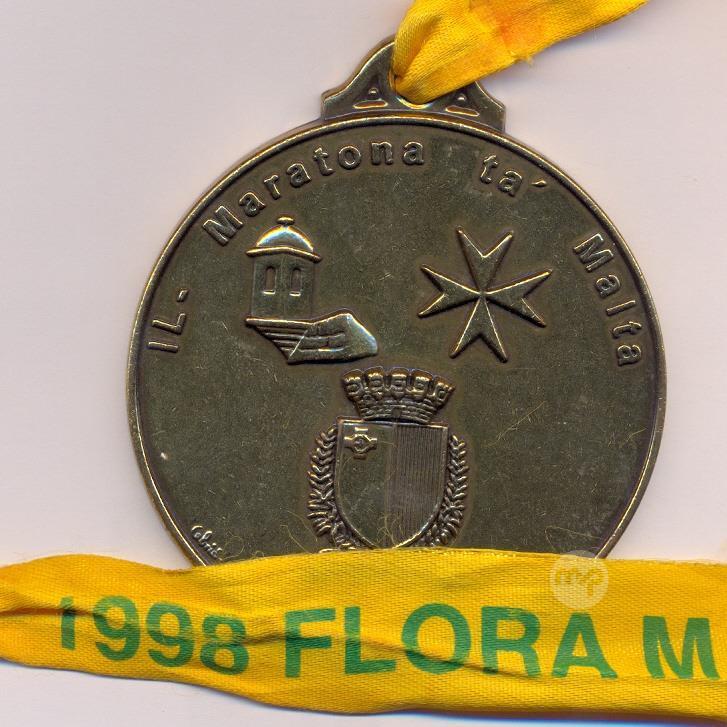 IL- Maratona ta' Malta
1998 FLORA M